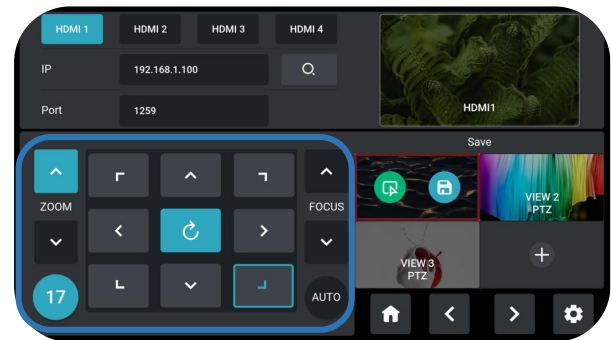 HDMI 1
HDMI 2
HDMI 3
HDMI 4
IP
192.168.1.100
Port
1259
HDMI1
Save
ZOOM
FOCUS
17
AUTO
VIEW 2
PTZ
VIEW 3
PTZ